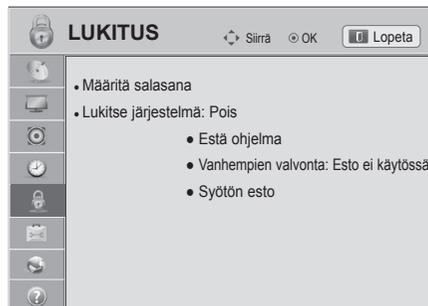 LUKITUS
Siirrä OK Lopeta
• Määritä salasana
• Lukitse järjestelmä: Pois
● Estä ohjelma
● Vanhempien valvonta: Esto ei käytössä
● Syötön esto